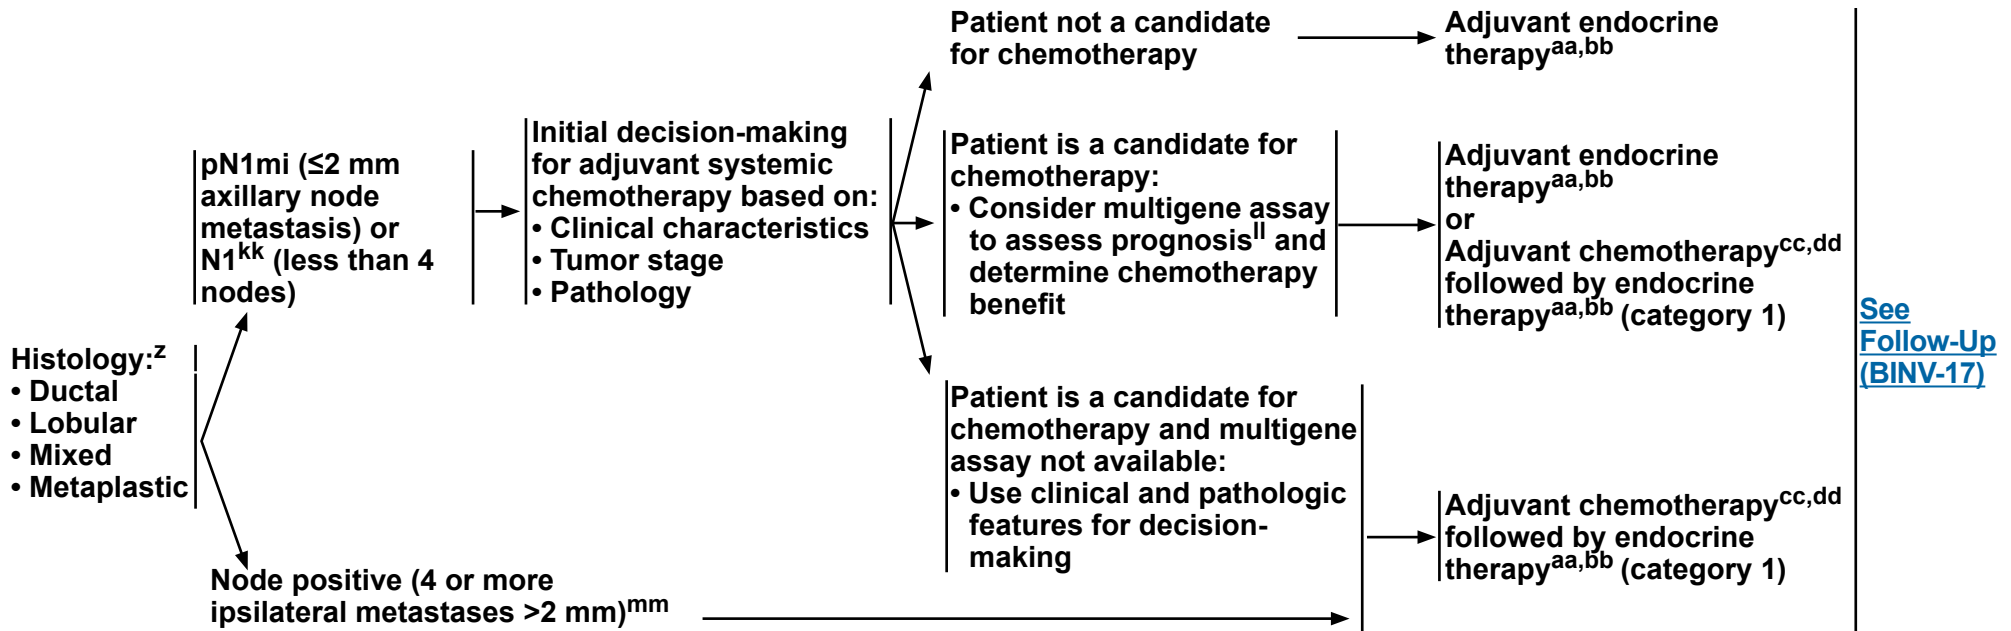 Histology:z
• Ductal
• Lobular
• Mixed
• Metaplastic
pN1mi (≤2 mm
axillary node
metastasis) or
N1kk (less than 4
nodes)
Node positive (4 or more
ipsilateral metastases >2 mm)mm
Initial decision-making
for adjuvant systemic
chemotherapy based on:
• Clinical characteristics
• Tumor stage
• Pathology
Patient not a candidate
for chemotherapy
Adjuvant endocrine
therapyaa,bb
Patient is a candidate for
chemotherapy:
• Consider multigene assay
to assess prognosisll and
determine chemotherapy
benefit
Adjuvant endocrine
therapyaa,bb
or
Adjuvant chemotherapycc,dd
followed by endocrine
therapyaa,bb (category 1)
Patient is a candidate for
chemotherapy and multigene
assay not available:
• Use clinical and pathologic
features for decision-
making
Adjuvant chemotherapycc,dd
followed by endocrine
therapyaa,bb (category 1)
See
Follow-Up
(BINV-17)